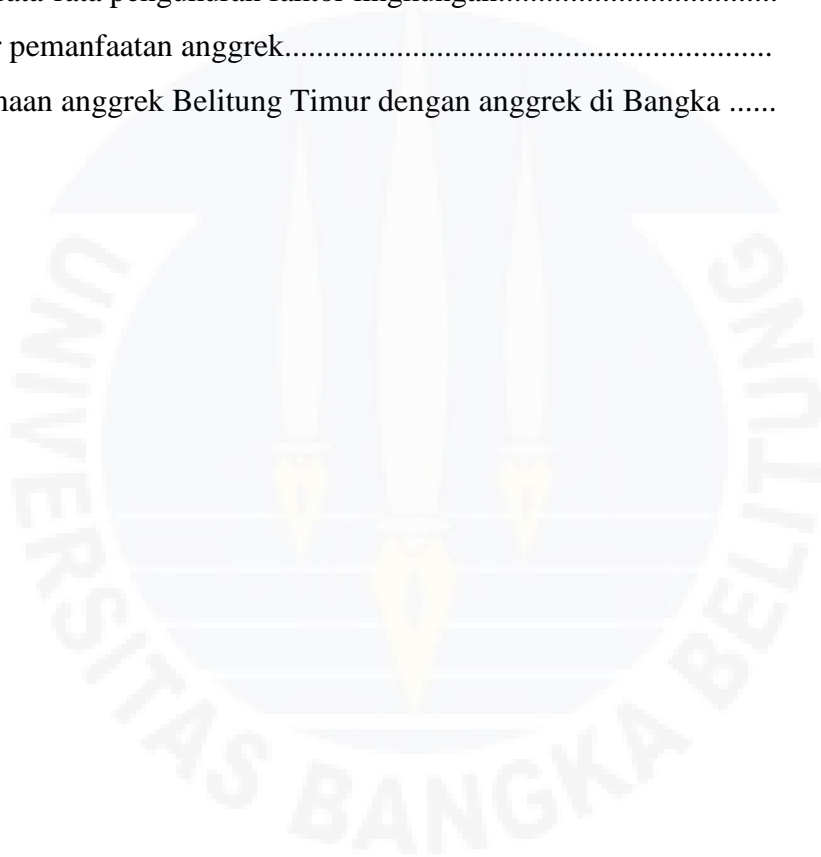 ata-rata pengukuran faktor lingkungan...................................
r pemanfaatan anggrek.............................................................
naan anggrek Belitung Timur dengan anggrek di Bangka ......
UNIVERSITAS BANGKA BELITUNG